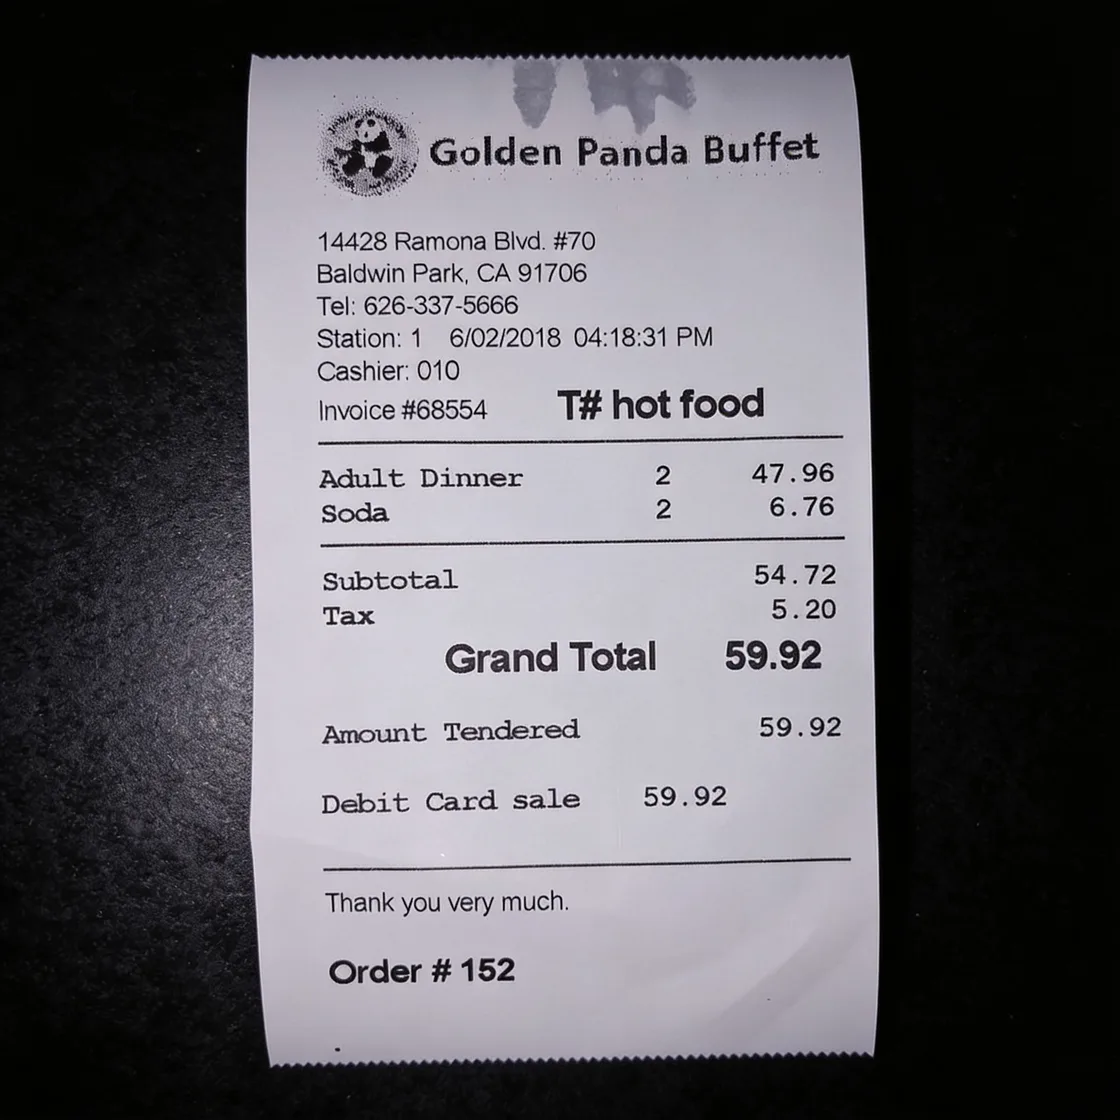 Golden Panda Buffet
14428 Ramona Blvd. #70
Baldwin Park, CA 91706
Tel: 626-337-5666
Station: 1 6/02/2018 04:18:31 PM
Cashier: 010
Invoice #68554 T# hot food
Adult Dinner 2 47.96
Soda 2 6.76
Subtotal 54.72
Tax 5.20
Grand Total 59.92
Amount Tendered 59.92
Debit Card sale 59.92
Thank you very much.
Order # 152